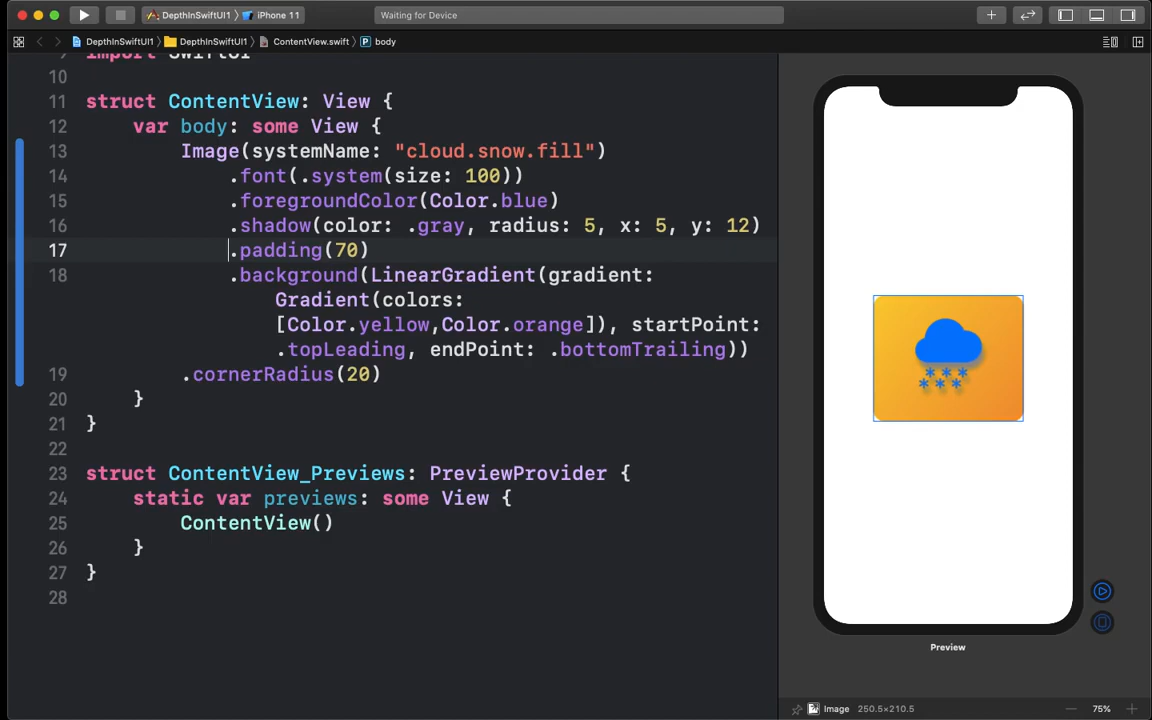 DepthInSwiftUI1 〉 iPhone 11
Waiting for Device
DepthInSwiftUI1 〉 DepthInSwiftUI1 〉 ContentView.swift 〉 P body
9 import SwiftUI
10
11 struct ContentView: View {
12 var body: some View {
13 Image(systemName: "cloud.snow.fill")
14 .font(.system(size: 100))
15 .foregroundColor(Color.blue)
16 .shadow(color: .gray, radius: 5, x: 5, y: 12)
17 .padding(70)
18 .background(LinearGradient(gradient:
Gradient(colors:
[Color.yellow,Color.orange]), startPoint:
.topLeading, endPoint: .bottomTrailing))
19 .cornerRadius(20)
20 }
21 }
22
23 struct ContentView_Previews: PreviewProvider {
24 static var previews: some View {
25 ContentView()
26 }
27 }
28
Preview
Image 250.5×210.5
75%